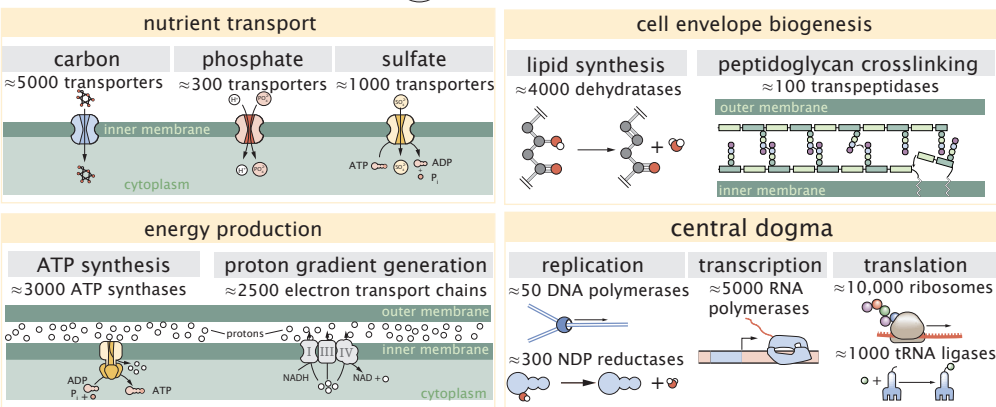 nutrient transport
carbon
≈5000 transporters
phosphate
≈300 transporters
sulfate
≈1000 transporters
H⁺
PO₄³⁻
SO₄²⁻
inner membrane
H⁺
PO₄³⁻
ATP
SO₄²⁻
ADP
+
Pᵢ
cytoplasm
cell envelope biogenesis
lipid synthesis
≈4000 dehydratases
+
peptidoglycan crosslinking
≈100 transpeptidases
outer membrane
inner membrane
energy production
ATP synthesis
≈3000 ATP synthases
proton gradient generation
≈2500 electron transport chains
outer membrane
protons
inner membrane
I III IV
ADP
Pᵢ +
ATP
NADH
NAD +
cytoplasm
central dogma
replication
≈50 DNA polymerases
≈300 NDP reductases
+
transcription
≈5000 RNA
polymerases
translation
≈10,000 ribosomes
≈1000 tRNA ligases
+